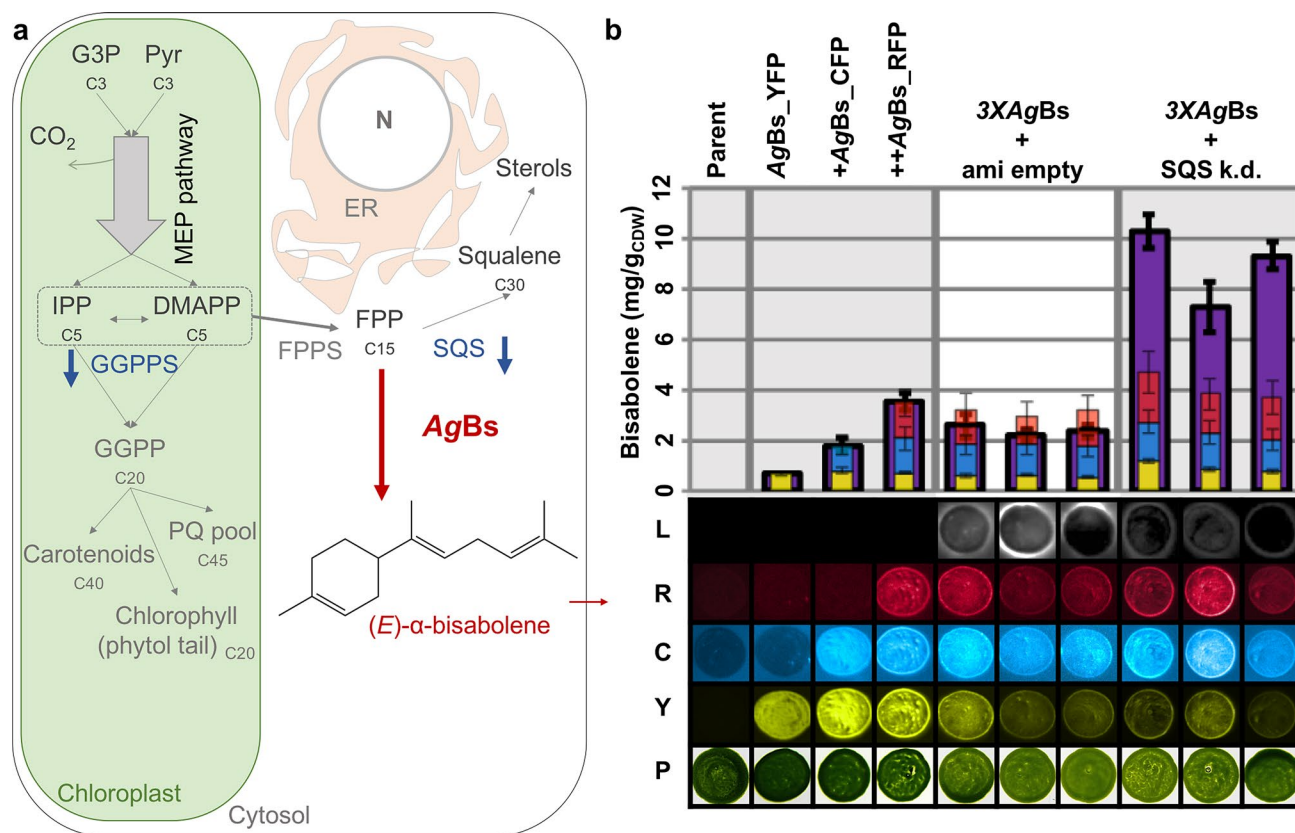 a
G3P Pyr
C3 C3
CO2
MEP pathway
IPP DMAPP
C5 C5
GGPPS
GGPP
C20
Carotenoids
C40
PQ pool
C45
Chlorophyll
(phytol tail) C20
Chloroplast
Cytosol
N
ER
Sterols
Squalene
C30
FPP
C15
FPPS
SQS
AgBs
(E)-α-bisabolene
b
Parent
AgBs_YFP
+AgBs_CFP
++AgBs_RFP
3XAgBs
+
ami empty
3XAgBs
+
SQS k.d.
Bisabolene (mg/gCDW)
12
10
8
6
4
2
0
L
R
C
Y
P